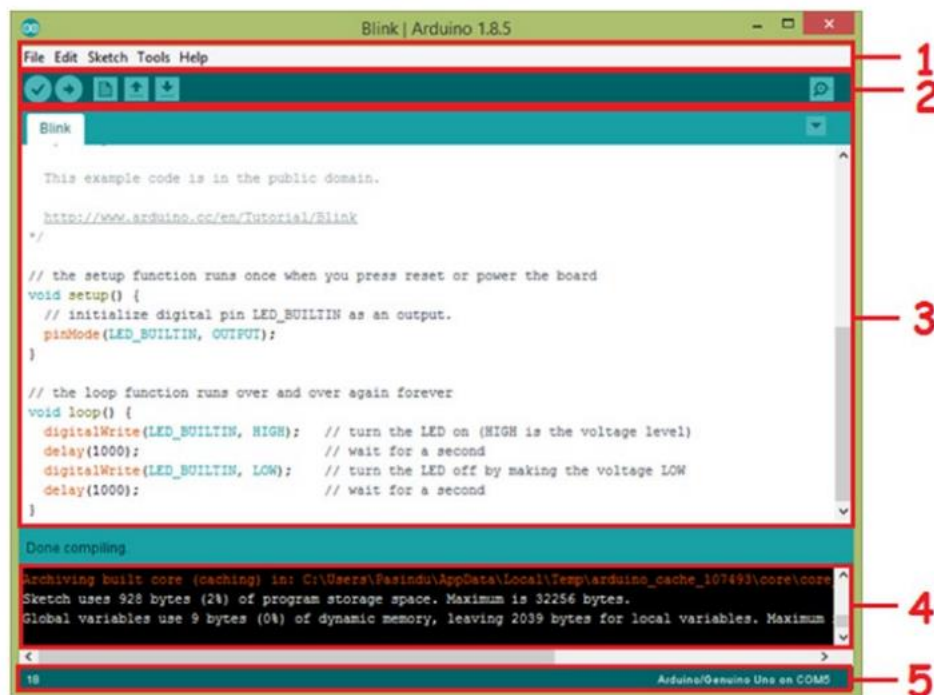 Blink | Arduino 1.8.5
File Edit Sketch Tools Help
1
2
Blink
This example code is in the public domain.
http://www.arduino.cc/en/Tutorial/Blink
*/
// the setup function runs once when you press reset or power the board
void setup() {
// initialize digital pin LED_BUILTIN as an output.
pinMode(LED_BUILTIN, OUTPUT);
}
3
// the loop function runs over and over again forever
void loop() {
digitalWrite(LED_BUILTIN, HIGH); // turn the LED on (HIGH is the voltage level)
delay(1000); // wait for a second
digitalWrite(LED_BUILTIN, LOW); // turn the LED off by making the voltage LOW
delay(1000); // wait for a second
}
Done compiling.
Archiving built core (caching) in: C:\Users\Pasindu\AppData\Local\Temp\arduino_cache_107493\core\core
Sketch uses 928 bytes (2%) of program storage space. Maximum is 32256 bytes.
Global variables use 9 bytes (0%) of dynamic memory, leaving 2039 bytes for local variables. Maximum
4
18
Arduino/Genuino Uno on COM5
5